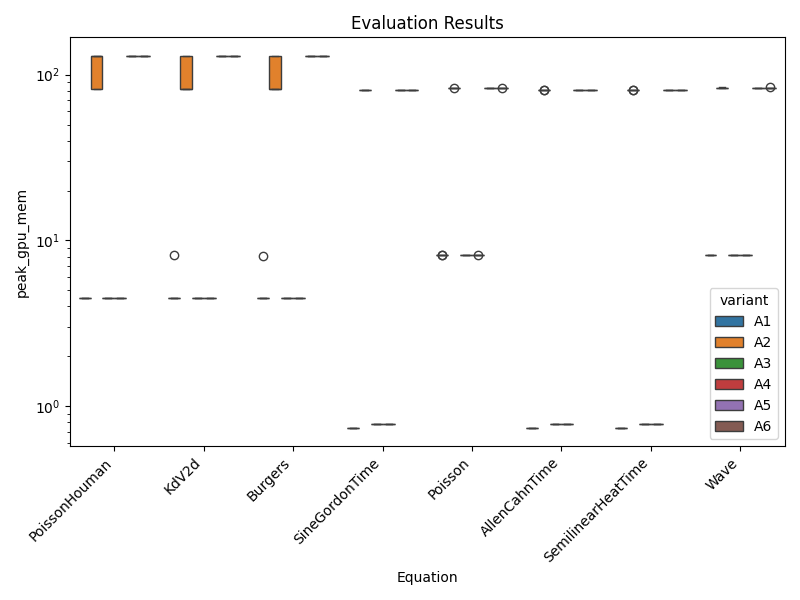 Evaluation Results
peak_gpu_mem
10²
10¹
10⁰
variant
A1
A2
A3
A4
A5
A6
PoissonHouman
KdV2d
Burgers
SineGordonTime
Poisson
AllenCahnTime
SemilinearHeatTime
Wave
Equation